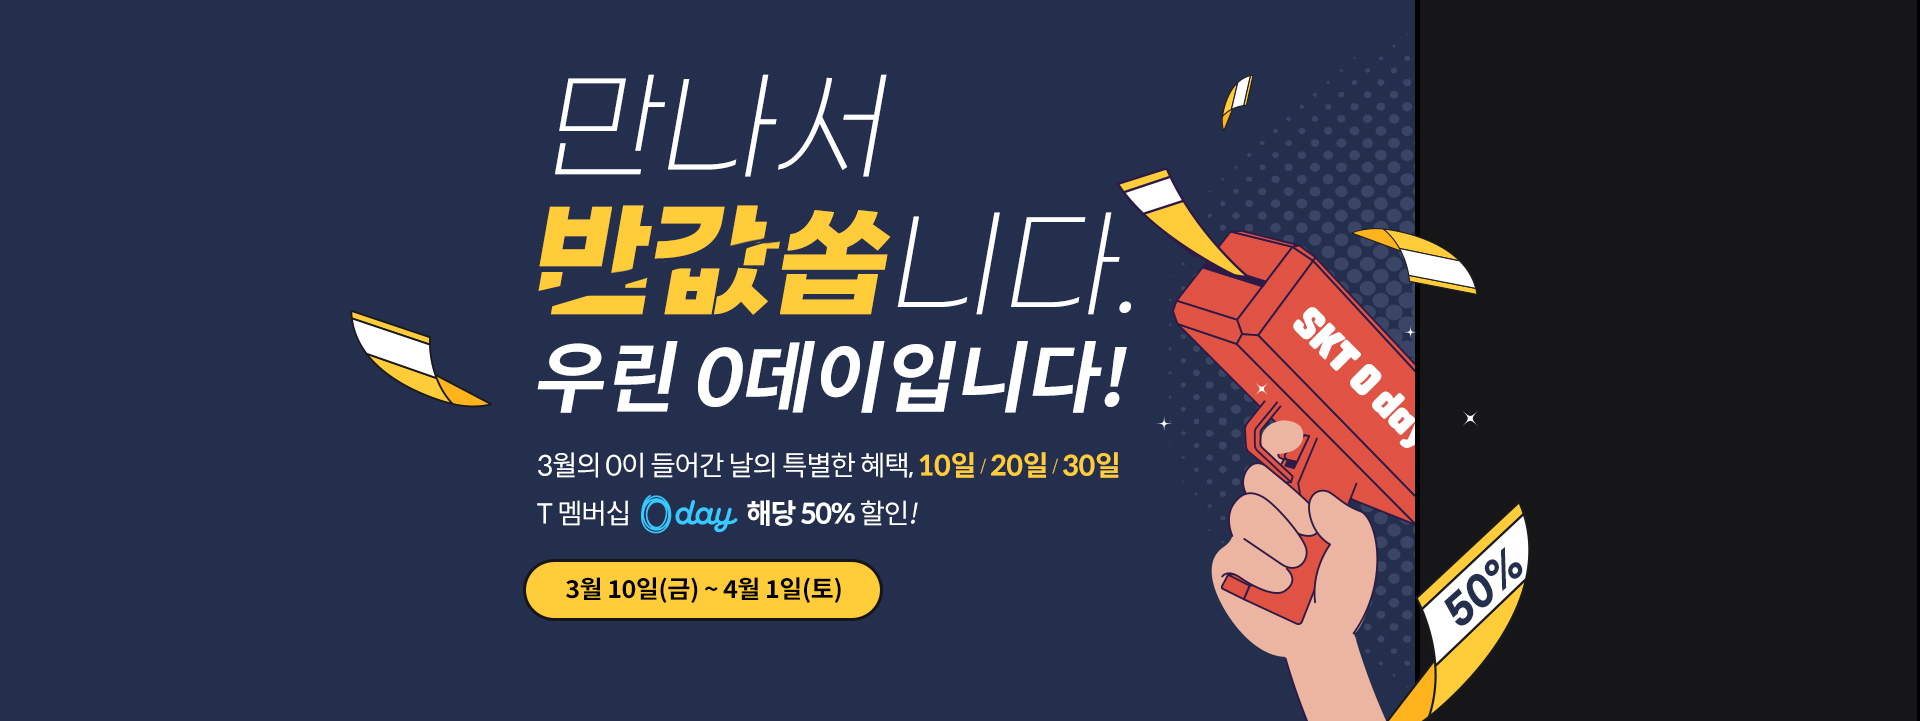 만나서
반값쏩니다.
우린 0데이입니다!
3월의 0이 들어간 날의 특별한 혜택, 10일 / 20일 / 30일
T 멤버십 0 day 해당 50% 할인!
3월 10일(금) ~ 4월 1일(토)
SKT 0 day
50%